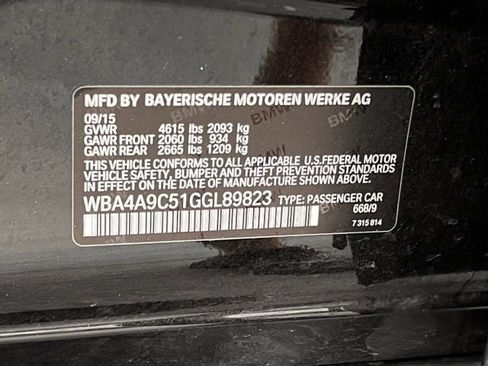 MFD BY BAYERISCHE MOTOREN WERKE AG
09/15
GVWR 4615 lbs 2093 kg
GAWR FRONT 2060 lbs 934 kg
GAWR REAR 2665 lbs 1209 kg
THIS VEHICLE CONFORMS TO ALL APPLICABLE U.S.FEDERAL MOTOR
VEHICLE SAFETY, BUMPER AND THEFT PREVENTION STANDARDS
IN EFFECT ON THE DATE OF MANUFACTURE SHOWN ABOVE.
WBA4A9C51GGL89823 TYPE: PASSENGER CAR
668/9
7 315 814